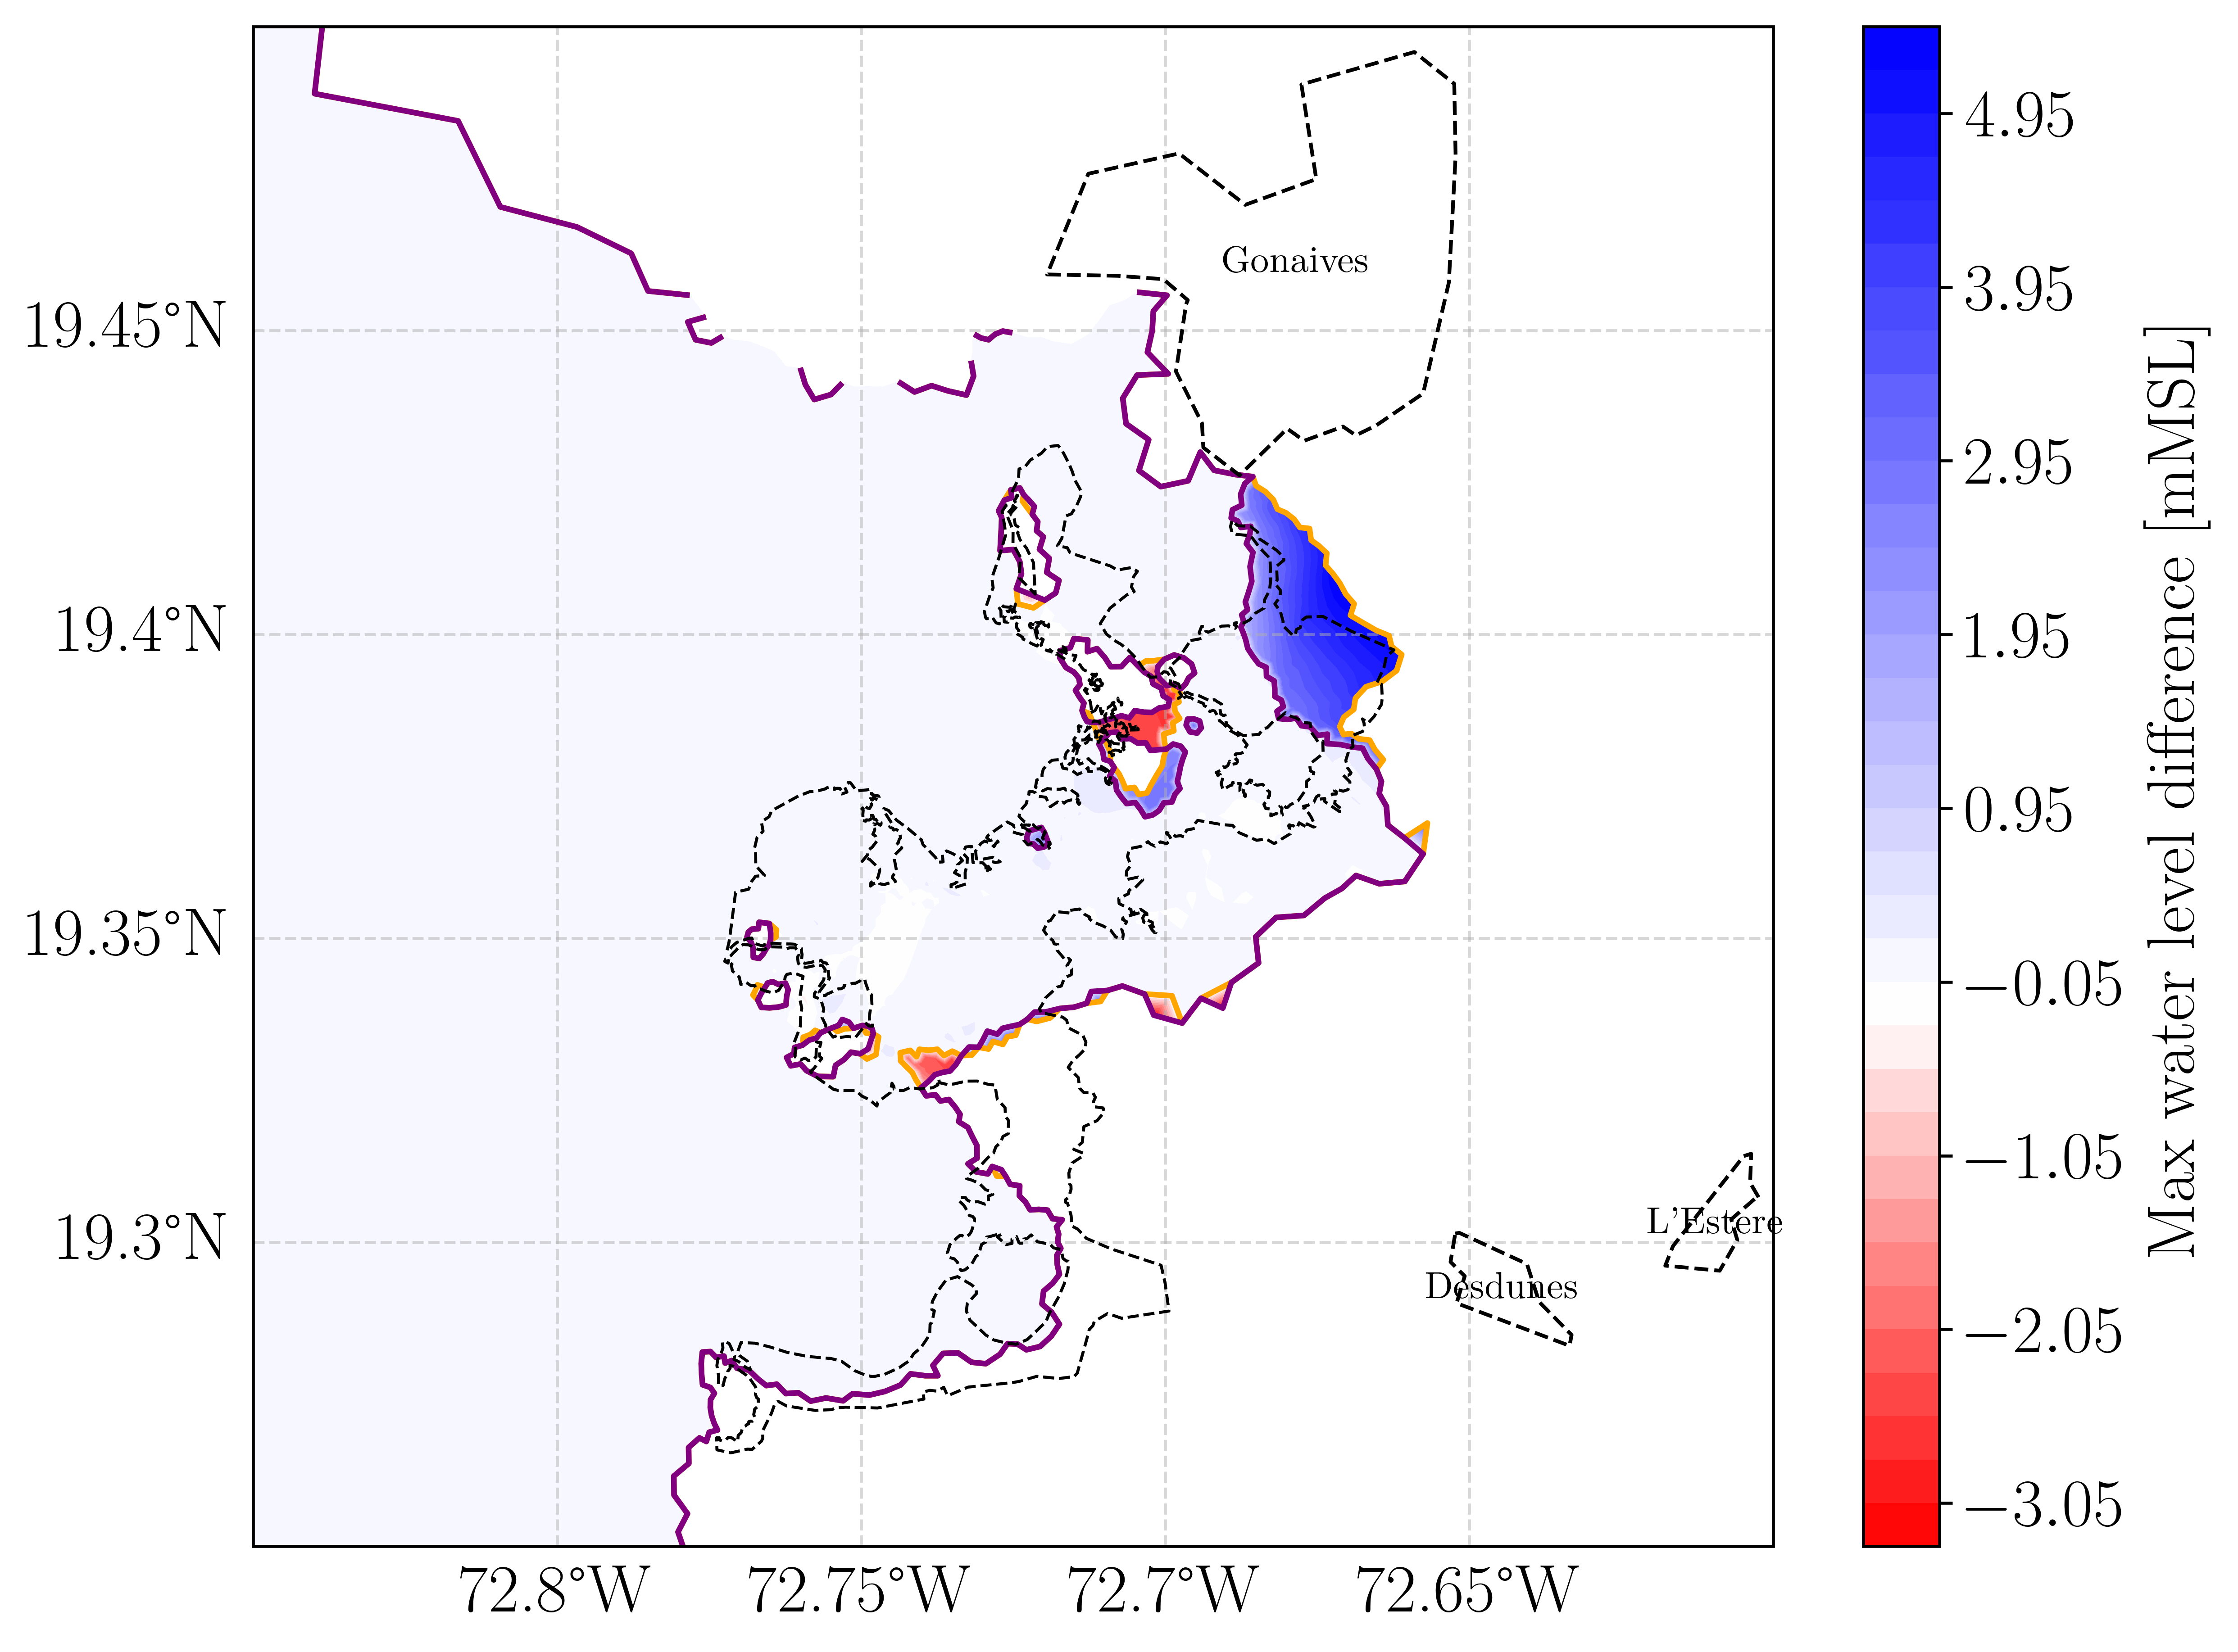 Gonaives
L'Estere
Desdunes
19.45°N
19.4°N
19.35°N
19.3°N
72.8°W
72.75°W
72.7°W
72.65°W
4.95
3.95
2.95
1.95
0.95
−0.05
−1.05
−2.05
−3.05
Max water level difference [mMSL]